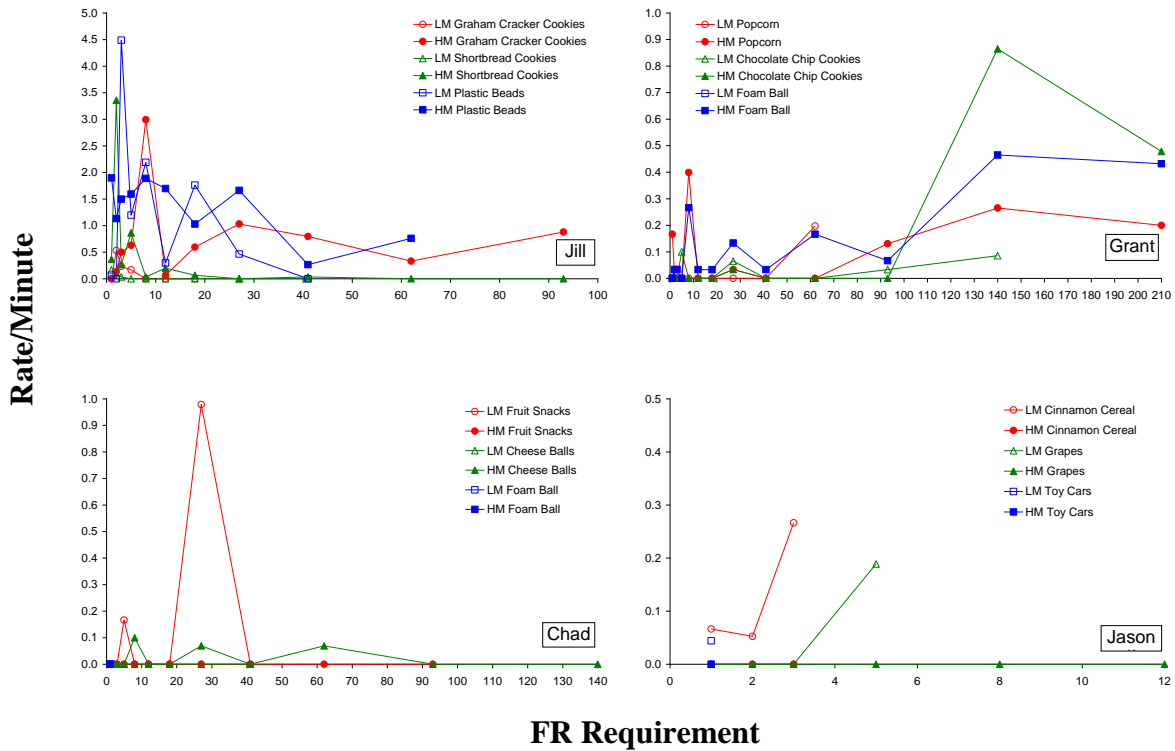 Rate/Minute
5.0
4.5
4.0
3.5
3.0
2.5
2.0
1.5
1.0
0.5
0.0
0 10 20 30 40 50 60 70 80 90 100
LM Graham Cracker Cookies
HM Graham Cracker Cookies
LM Shortbread Cookies
HM Shortbread Cookies
LM Plastic Beads
HM Plastic Beads
Jill
1.0
0.9
0.8
0.7
0.6
0.5
0.4
0.3
0.2
0.1
0.0
0 10 20 30 40 50 60 70 80 90 100 110 120 130 140 150 160 170 180 190 200 210
LM Popcorn
HM Popcorn
LM Chocolate Chip Cookies
HM Chocolate Chip Cookies
LM Foam Ball
HM Foam Ball
Grant
1.0
0.9
0.8
0.7
0.6
0.5
0.4
0.3
0.2
0.1
0.0
0 10 20 30 40 50 60 70 80 90 100 110 120 130 140
LM Fruit Snacks
HM Fruit Snacks
LM Cheese Balls
HM Cheese Balls
LM Foam Ball
HM Foam Ball
Chad
0.5
0.4
0.3
0.2
0.1
0.0
0 2 4 6 8 10 12
LM Cinnamon Cereal
HM Cinnamon Cereal
LM Grapes
HM Grapes
LM Toy Cars
HM Toy Cars
Jason
FR Requirement